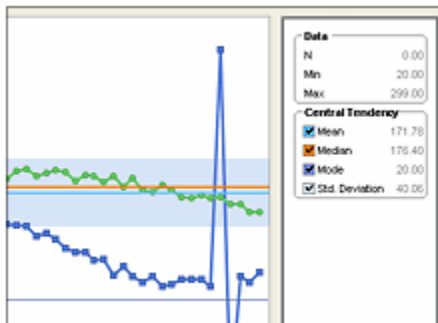 Data
N 0.00
Min 20.00
Max 299.00
Central Tendency
Mean 171.78
Median 176.40
Mode 20.00
Std. Deviation 40.06